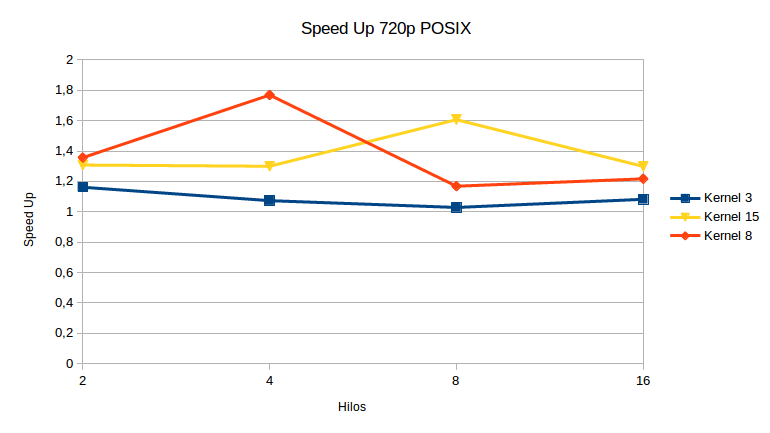 Speed Up 720p POSIX
2
1,8
1,6
1,4
1,2
1
0,8
0,6
0,4
0,2
0
Speed Up
2 4 8 16
Hilos
Kernel 3
Kernel 15
Kernel 8